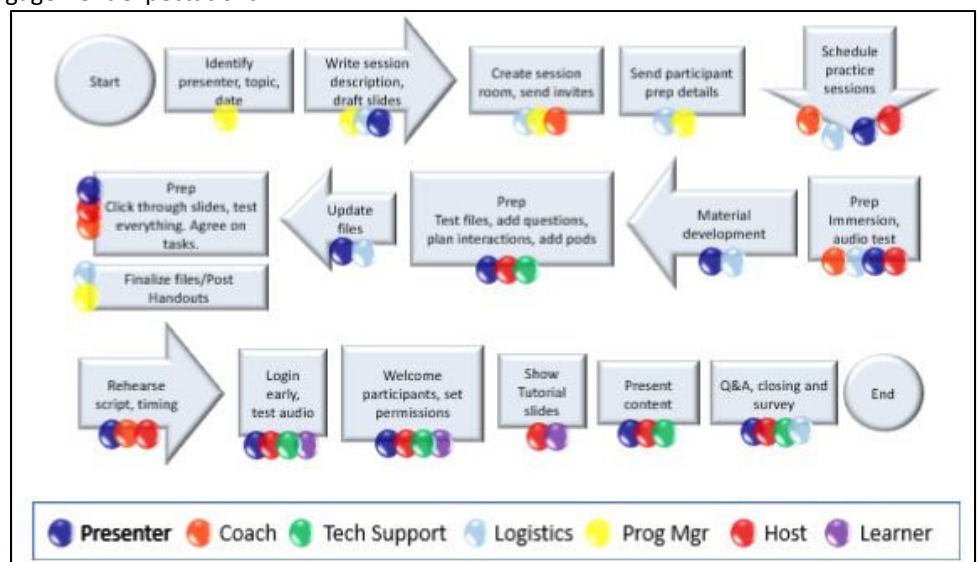 Start
Identify
presenter, topic,
date
Write session
description,
draft slides
Create session
room, send invites
Send participant
prep details
Schedule
practice
sessions
Prep
Immersion,
audio test
Material
development
Prep
Test files, add questions,
plan interactions, add pods
Update
files
Prep
Click through slides, test
everything. Agree on
tasks.
Finalize files/Post
Handouts
Rehearse
script, timing
Login
early,
test audio
Welcome
participants, set
permissions
Show
Tutorial
slides
Present
content
Q&A, closing and
survey
End
Presenter Coach Tech Support Logistics Prog Mgr Host Learner